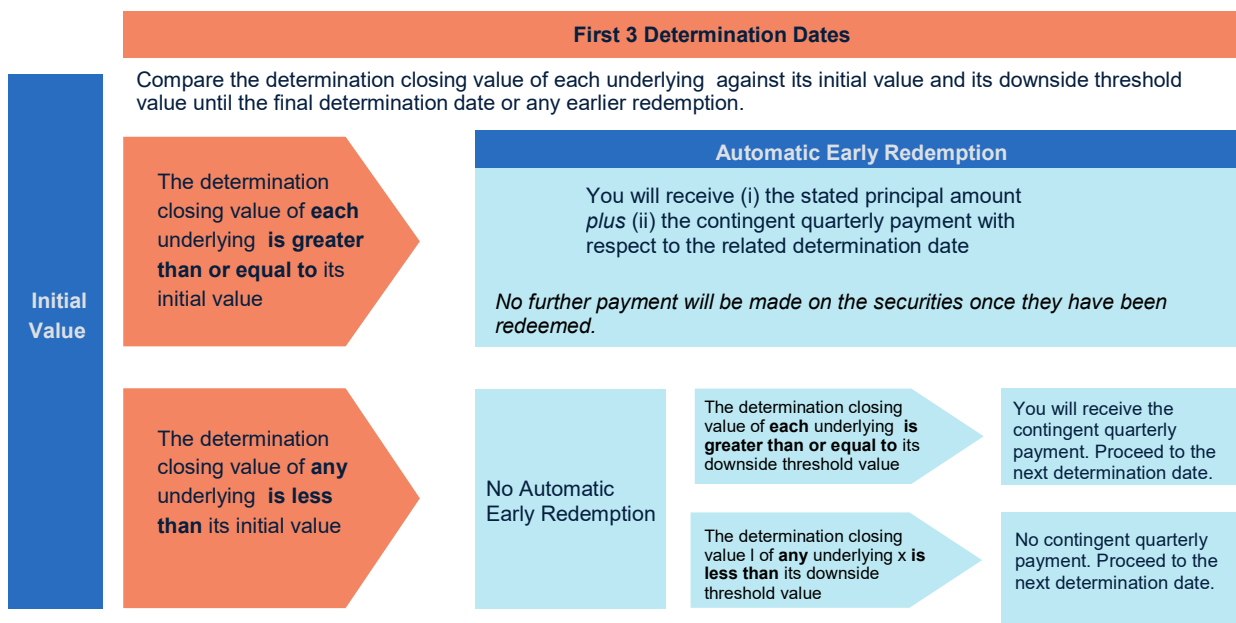 First 3 Determination Dates
Compare the determination closing value of each underlying against its initial value and its downside threshold
value until the final determination date or any earlier redemption.
Initial
Value
The determination
closing value of each
underlying is greater
than or equal to its
initial value
Automatic Early Redemption
You will receive (i) the stated principal amount
plus (ii) the contingent quarterly payment with
respect to the related determination date
No further payment will be made on the securities once they have been
redeemed.
The determination
closing value of any
underlying is less
than its initial value
No Automatic
Early Redemption
The determination closing
value of each underlying is
greater than or equal to its
downside threshold value
You will receive the
contingent quarterly
payment. Proceed to the
next determination date.
The determination closing
value l of any underlying x is
less than its downside
threshold value
No contingent quarterly
payment. Proceed to the
next determination date.